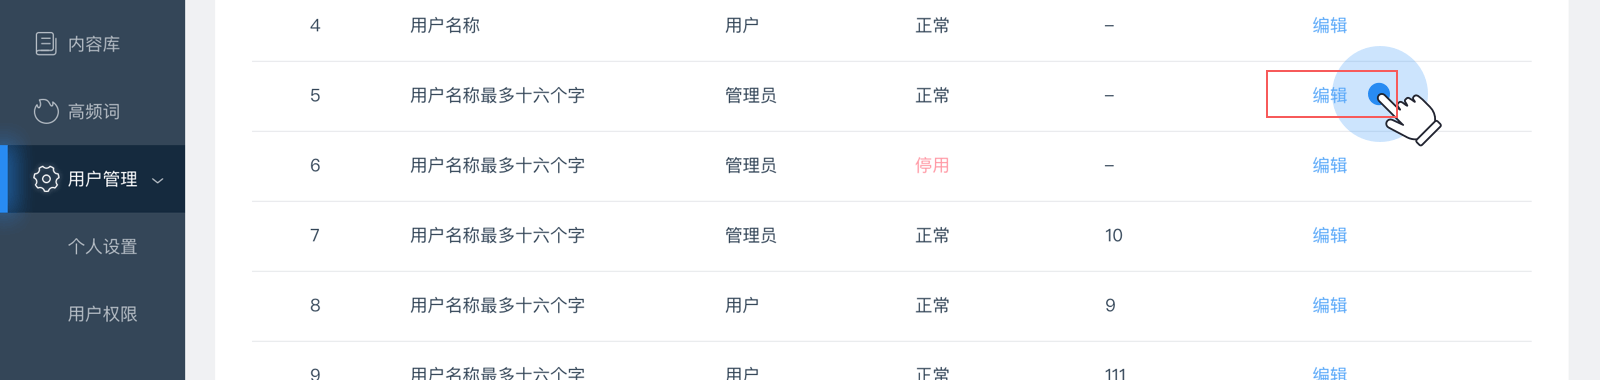 内容库
高频词
用户管理
个人设置
用户权限
4 用户名称 用户 正常 – 编辑
5 用户名称最多十六个字 管理员 正常 – 编辑
6 用户名称最多十六个字 管理员 停用 – 编辑
7 用户名称最多十六个字 管理员 正常 10 编辑
8 用户名称最多十六个字 用户 正常 9 编辑
9 用户名称最多十六个字 用户 正常 111 编辑